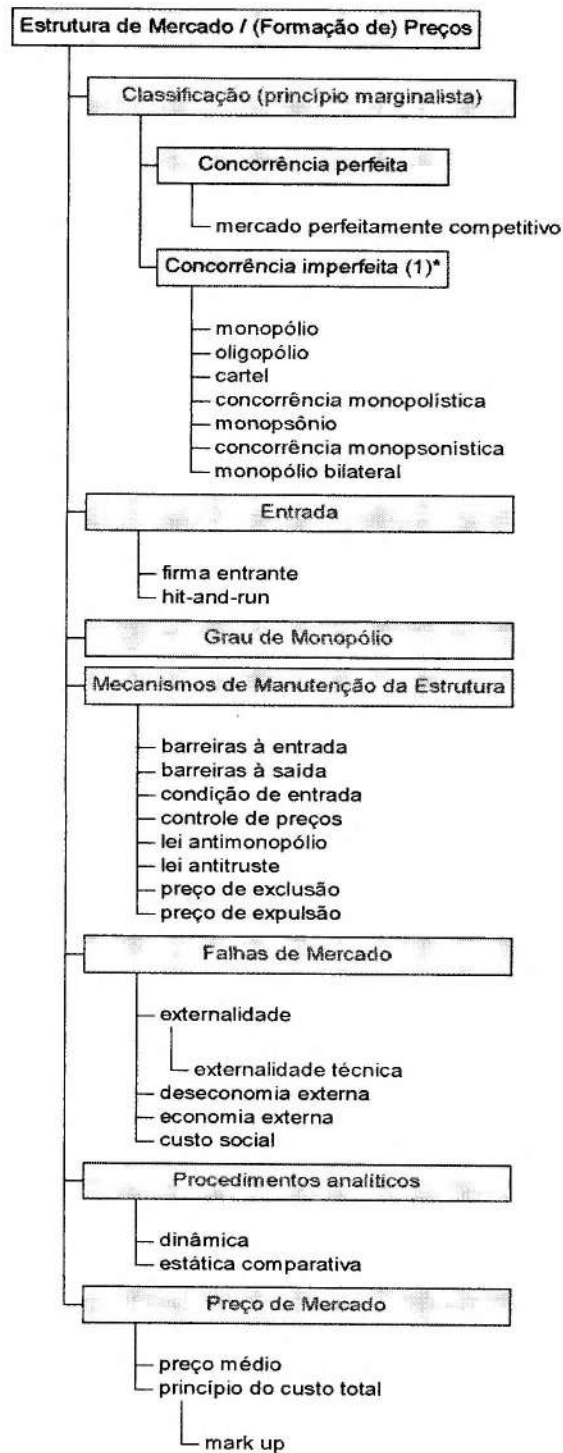 Estrutura de Mercado / (Formação de) Preços
Classificação (princípio marginalista)
Concorrência perfeita
mercado perfeitamente competitivo
Concorrência imperfeita (1)*
monopólio
oligopólio
cartel
concorrência monopolística
monopsônio
concorrência monopsonística
monopólio bilateral
Entrada
firma entrante
hit-and-run
Grau de Monopólio
Mecanismos de Manutenção da Estrutura
barreiras à entrada
barreiras à saída
condição de entrada
controle de preços
lei antimonopólio
lei antitruste
preço de exclusão
preço de expulsão
Falhas de Mercado
externalidade
externalidade técnica
deseconomia externa
economia externa
custo social
Procedimentos analíticos
dinâmica
estática comparativa
Preço de Mercado
preço médio
princípio do custo total
mark up